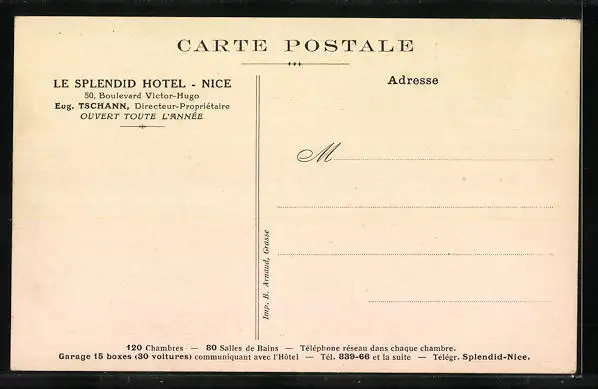 CARTE POSTALE
LE SPLENDID HOTEL - NICE
50, Boulevard Victor-Hugo
Eug. TSCHANN, Directeur-Propriétaire
OUVERT TOUTE L'ANNÉE
Adresse
M
Imp. B. Arnaud, Grasse
120 Chambres — 80 Salles de Bains — Téléphone réseau dans chaque chambre.
Garage 15 boxes (30 voitures) communiquant avec l'Hôtel — Tél. 839-66 et la suite — Télégr. Splendid-Nice.